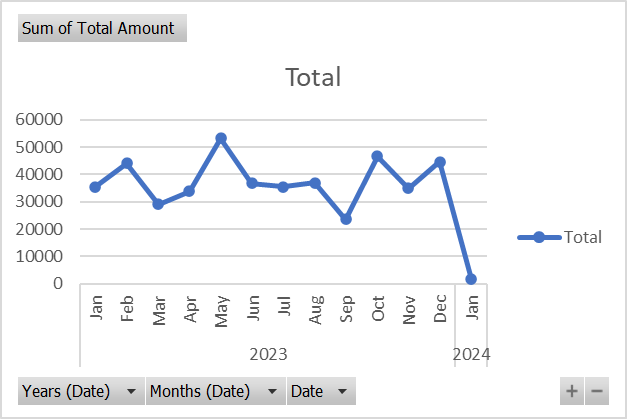 Sum of Total Amount
Total
60000
50000
40000
30000
20000
10000
0
Jan Feb Mar Apr May Jun Jul Aug Sep Oct Nov Dec Jan
2023 2024
Total
Years (Date) Months (Date) Date
+ −